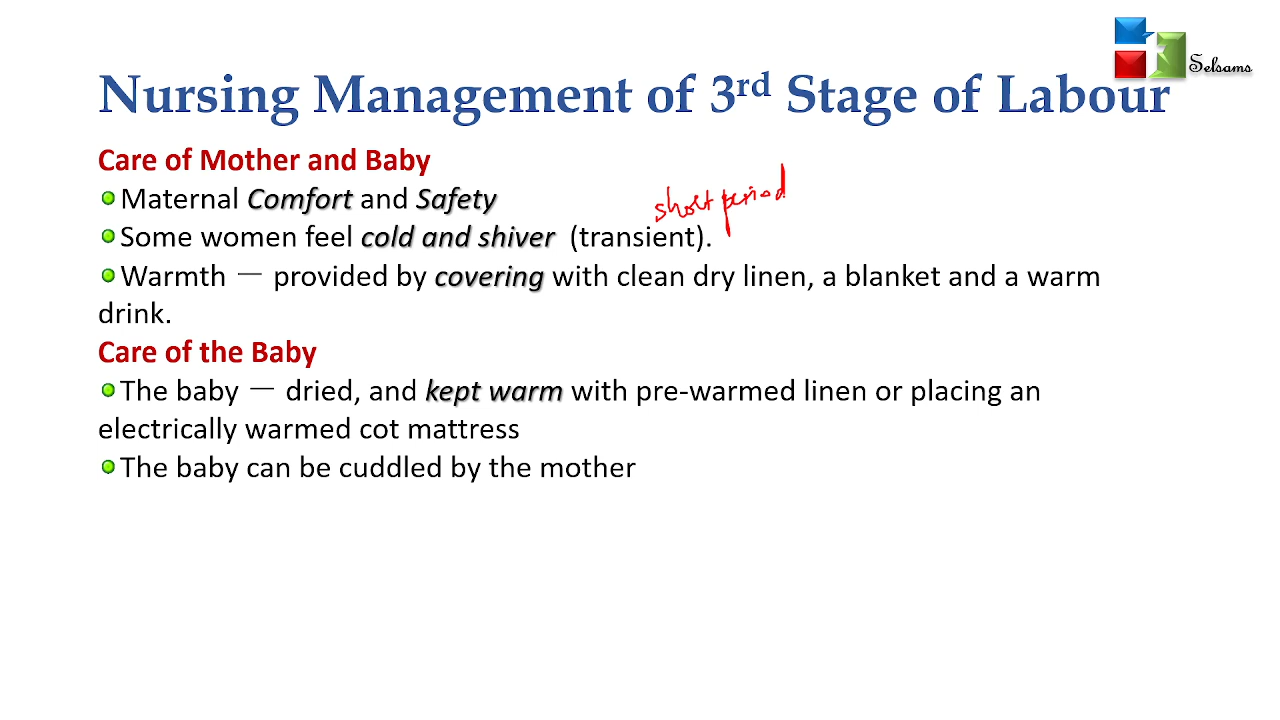 Selsams
Nursing Management of 3rd Stage of Labour
Care of Mother and Baby
Maternal Comfort and Safety
short period
Some women feel cold and shiver (transient).
Warmth － provided by covering with clean dry linen, a blanket and a warm
drink.
Care of the Baby
The baby － dried, and kept warm with pre-warmed linen or placing an
electrically warmed cot mattress
The baby can be cuddled by the mother